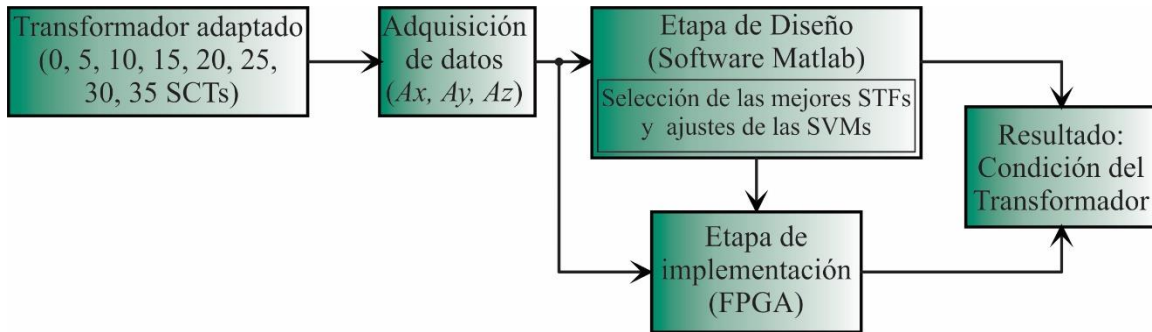 Transformador adaptado
(0, 5, 10, 15, 20, 25,
30, 35 SCTs)
Adquisición
de datos
(Ax, Ay, Az)
Etapa de Diseño
(Software Matlab)
Selección de las mejores STFs
y ajustes de las SVMs
Etapa de
implementación
(FPGA)
Resultado:
Condición del
Transformador